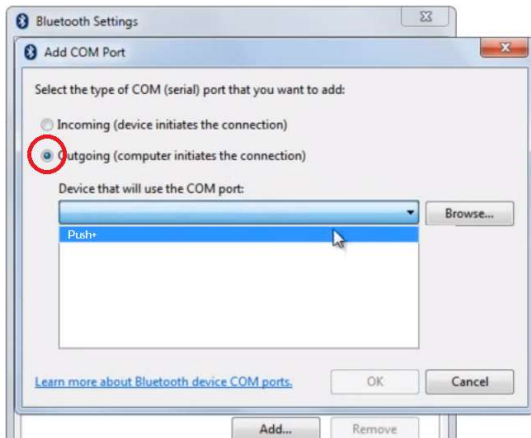 Bluetooth Settings
Add COM Port
Select the type of COM (serial) port that you want to add:
Incoming (device initiates the connection)
Outgoing (computer initiates the connection)
Device that will use the COM port:
Browse...
Push+
Learn more about Bluetooth device COM ports.
OK
Cancel
Add...
Remove